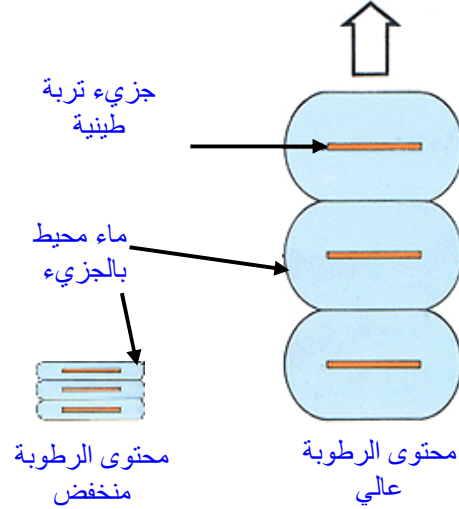 جزيء تربة
طينية
ماء محيط
بالجزيء
محتوى الرطوبة
عالي
محتوى الرطوبة
منخفض